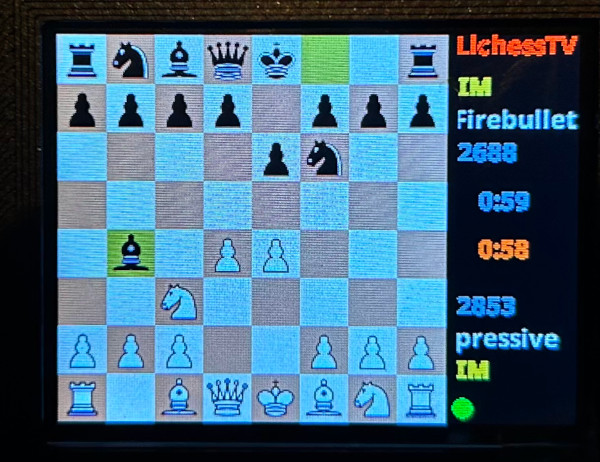 LichessTV
IM
Firebullet
2688
0:59
0:58
2853
pressive
IM